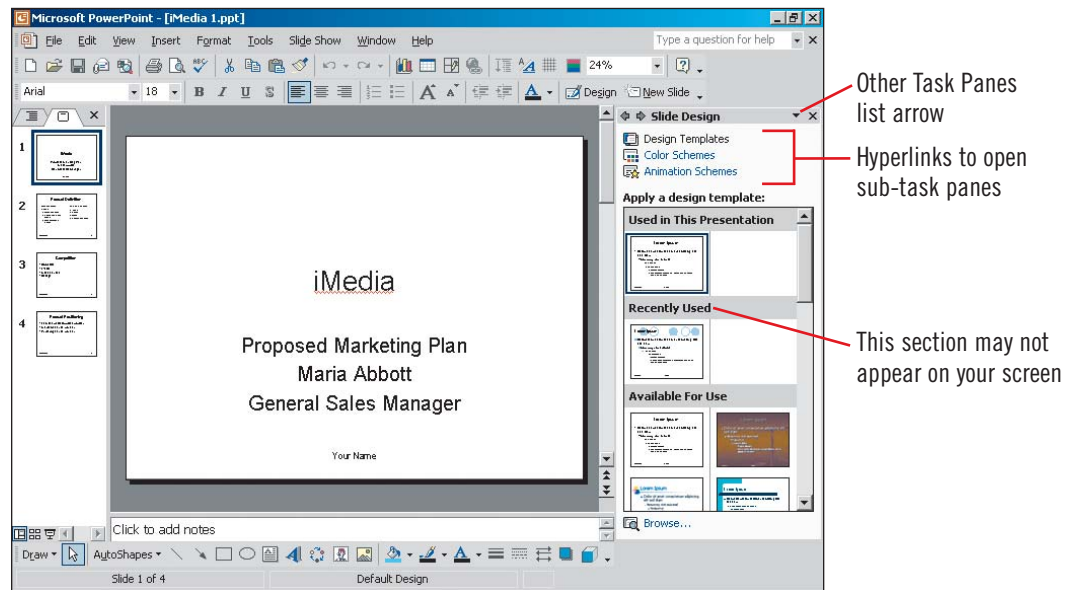 Microsoft PowerPoint - [iMedia 1.ppt]
File Edit View Insert Format Tools Slide Show Window Help
Type a question for help
24%
Arial
18
B I U S
Design
New Slide
1
2
3
4
iMedia
Proposed Marketing Plan
Maria Abbott
General Sales Manager
Your Name
Slide Design
Design Templates
Color Schemes
Animation Schemes
Apply a design template:
Used in This Presentation
Recently Used
Available For Use
Browse...
Click to add notes
Draw
AutoShapes
Slide 1 of 4
Default Design
Other Task Panes
list arrow
Hyperlinks to open
sub-task panes
This section may not
appear on your screen